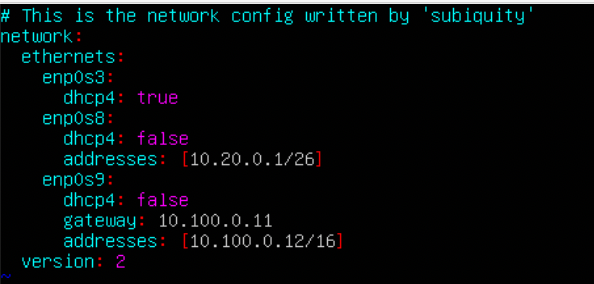 # This is the network config written by 'subiquity'
network:
  ethernets:
    enp0s3:
      dhcp4: true
    enp0s8:
      dhcp4: false
      addresses: [10.20.0.1/26]
    enp0s9:
      dhcp4: false
      gateway: 10.100.0.11
      addresses: [10.100.0.12/16]
  version: 2
~